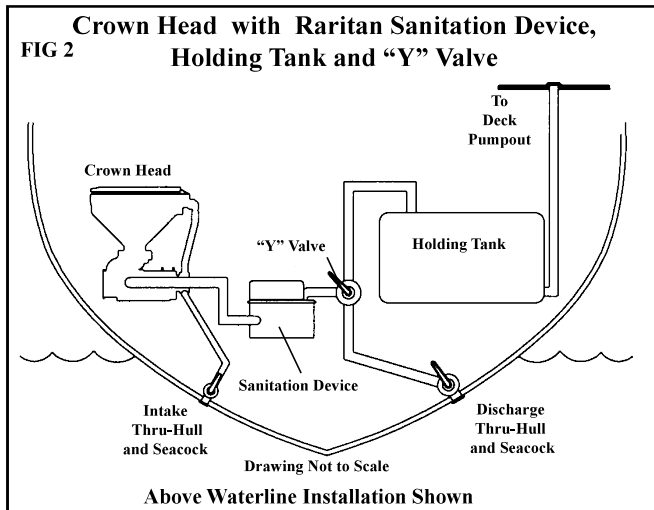 Crown Head with Raritan Sanitation Device,
FIG 2
Holding Tank and “Y” Valve
To
Deck
Pumpout
Crown Head
“Y” Valve
Holding Tank
Sanitation Device
Intake
Thru-Hull
and Seacock
Discharge
Thru-Hull
and Seacock
Drawing Not to Scale
Above Waterline Installation Shown